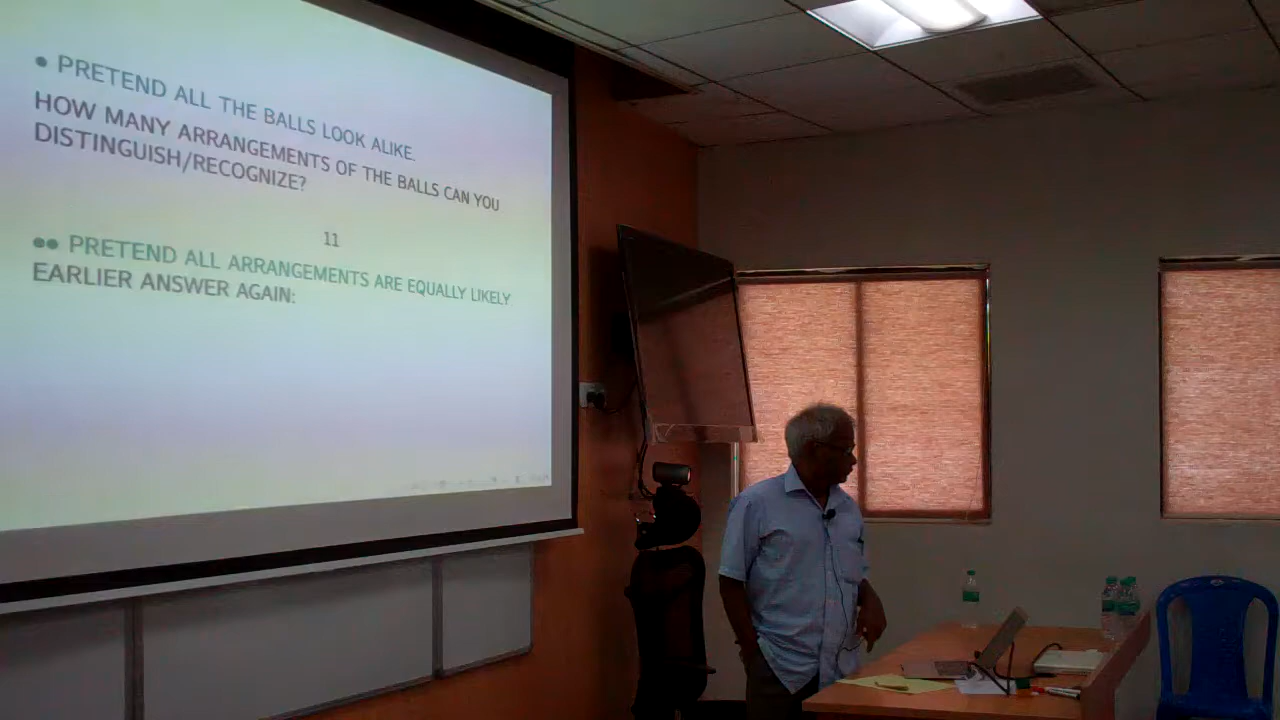 • PRETEND ALL THE BALLS LOOK ALIKE.
HOW MANY ARRANGEMENTS OF THE BALLS CAN YOU
DISTINGUISH/RECOGNIZE?
11
•• PRETEND ALL ARRANGEMENTS ARE EQUALLY LIKELY
EARLIER ANSWER AGAIN: